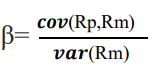 β= cov(Rp,Rm)
var(Rm)